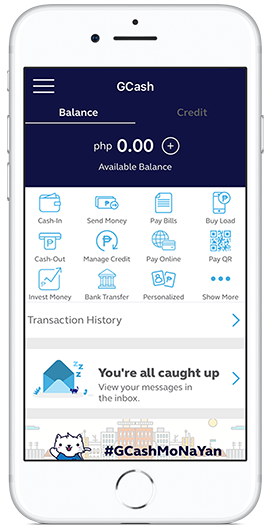 GCash
Balance Credit
php 0.00 +
Available Balance
Cash-In Send Money Pay Bills Buy Load
Cash-Out Manage Credit Pay Online Pay QR
Invest Money Bank Transfer Personalized Show More
Transaction History
You're all caught up
View your messages in
the inbox.
#GCashMoNaYan